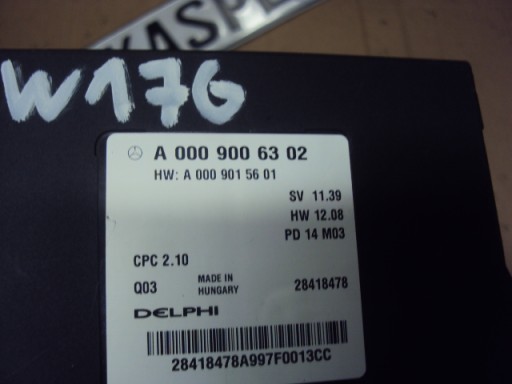 KASPE
W176
A 000 900 63 02
HW: A 000 901 56 01
SV 11.39
HW 12.08
PD 14 M03
CPC 2.10
Q03 MADE IN HUNGARY 28418478
DELPHI
28418478A997F0013CC